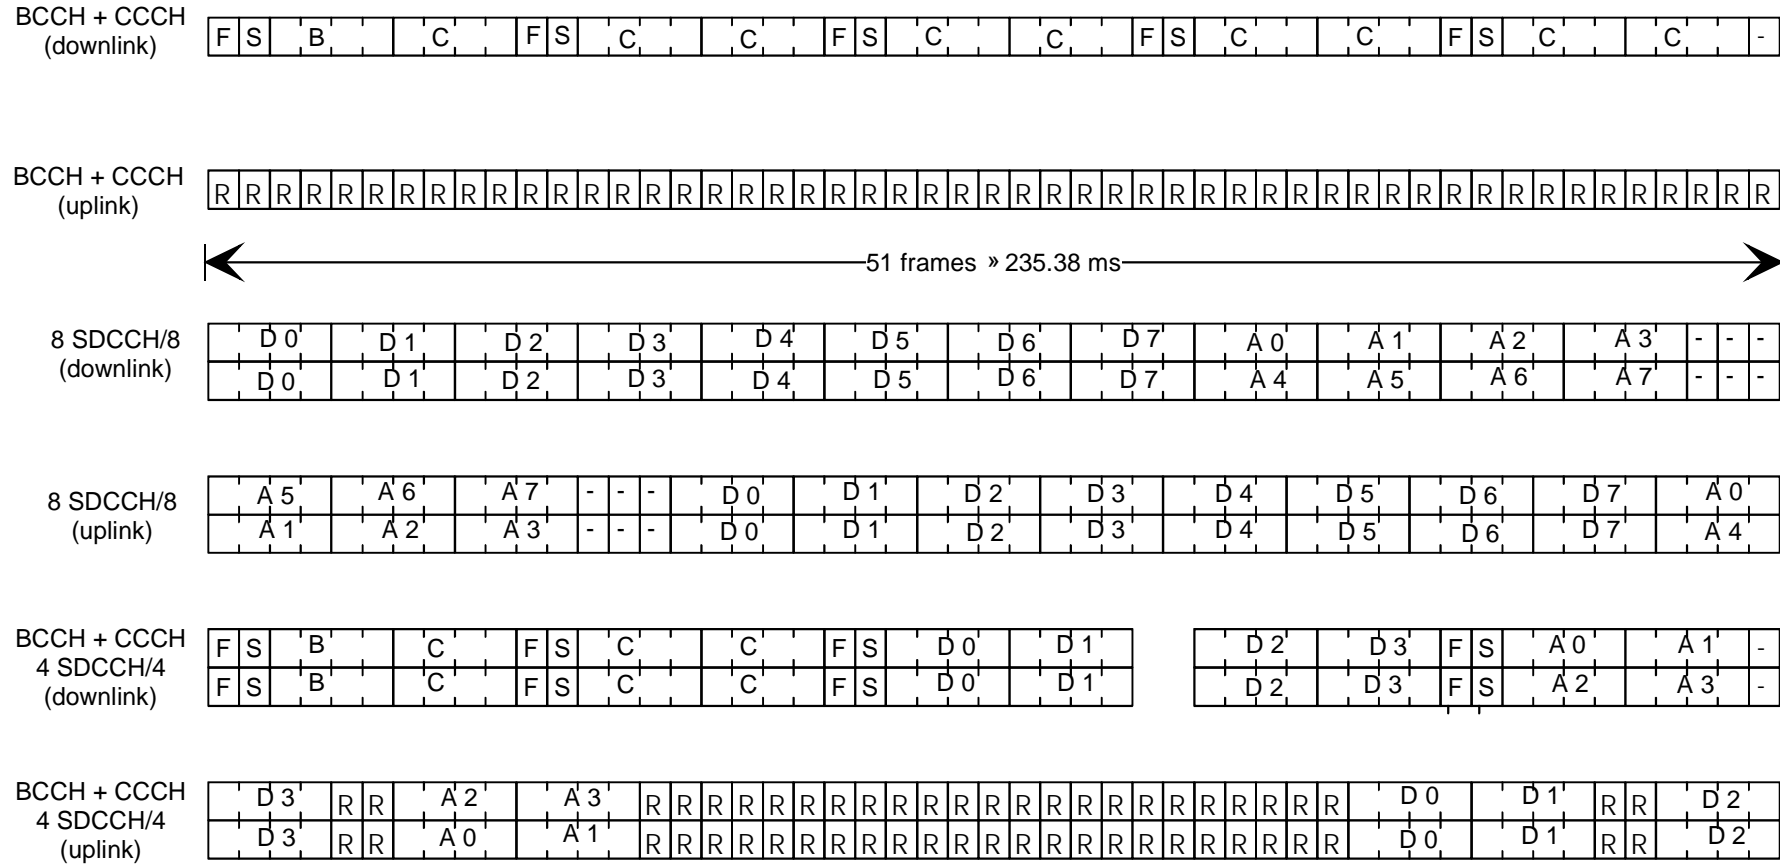 BCCH + CCCH
(downlink)
F S B C F S C C F S C C F S C C F S C C -
BCCH + CCCH
(uplink)
R R R R R R R R R R R R R R R R R R R R R R R R R R R R R R R R R R R R R R R R R R R R R R R R R R R
51 frames » 235.38 ms
8 SDCCH/8
(downlink)
D 0 D 1 D 2 D 3 D 4 D 5 D 6 D 7 A 0 A 1 A 2 A 3 - - -
D 0 D 1 D 2 D 3 D 4 D 5 D 6 D 7 A 4 A 5 A 6 A 7 - - -
8 SDCCH/8
(uplink)
A 5 A 6 A 7 - - - D 0 D 1 D 2 D 3 D 4 D 5 D 6 D 7 A 0
A 1 A 2 A 3 - - - D 0 D 1 D 2 D 3 D 4 D 5 D 6 D 7 A 4
BCCH + CCCH
4 SDCCH/4
(downlink)
F S B C F S C C F S D 0 D 1 D 2 D 3 F S A 0 A 1 -
F S B C F S C C F S D 0 D 1 D 2 D 3 F S A 2 A 3 -
BCCH + CCCH
4 SDCCH/4
(uplink)
D 3 R R A 2 A 3 R R R R R R R R R R R R R R R R R R R R R R R D 0 D 1 R R D 2
D 3 R R A 0 A 1 R R R R R R R R R R R R R R R R R R R R R R R D 0 D 1 R R D 2